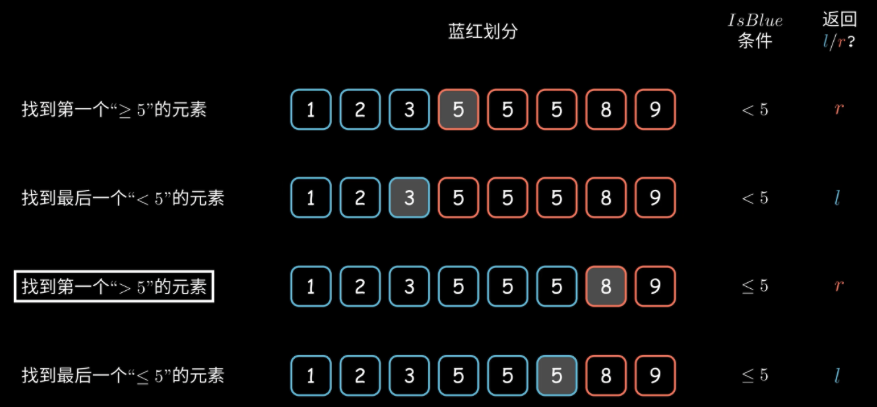 蓝红划分
IsBlue
条件
返回
l/r?
找到第一个“≥ 5”的元素
1 2 3 5 5 5 8 9
< 5
r
找到最后一个“< 5”的元素
1 2 3 5 5 5 8 9
< 5
l
找到第一个“> 5”的元素
1 2 3 5 5 5 8 9
≤ 5
r
找到最后一个“≤ 5”的元素
1 2 3 5 5 5 8 9
≤ 5
l